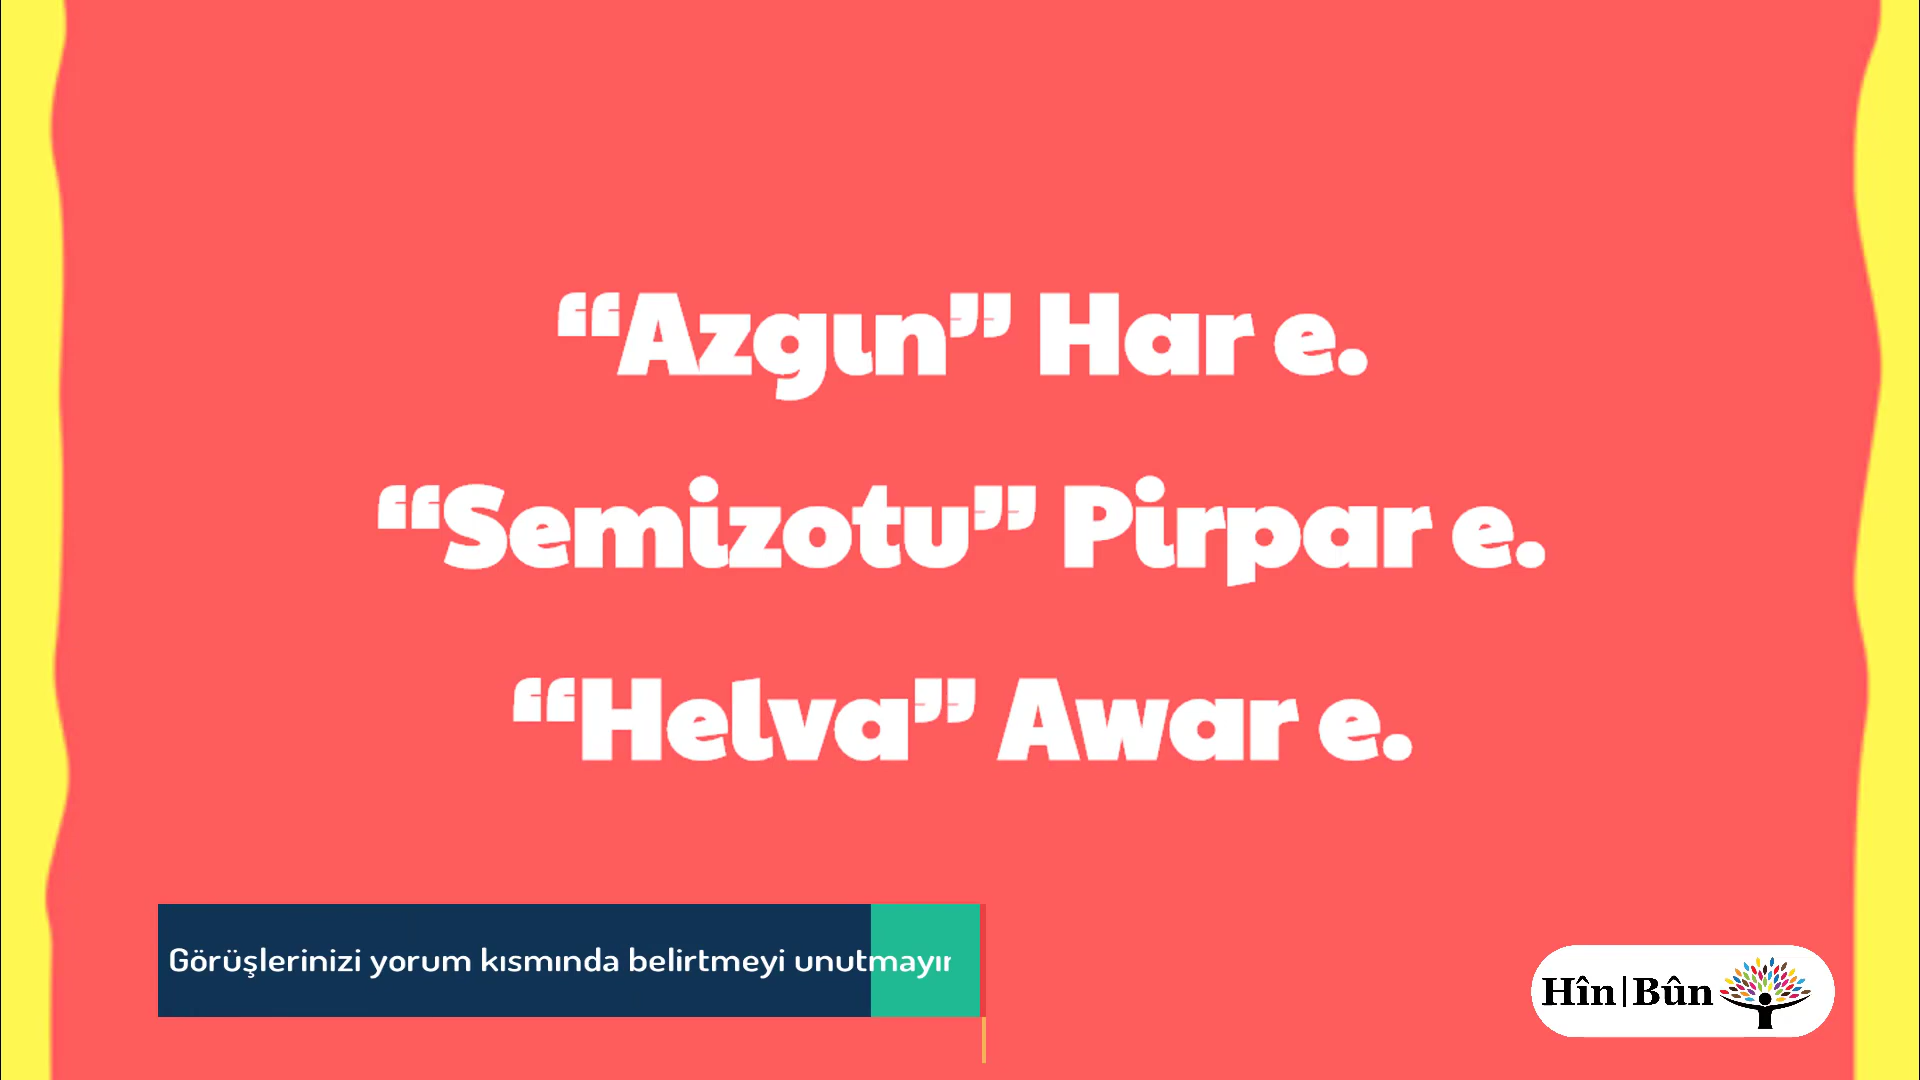 “Azgın” Har e.
“Semizotu” Pirpar e.
“Helva” Awar e.
Görüşlerinizi yorum kısmında belirtmeyi unutmayın
Hîn|Bûn